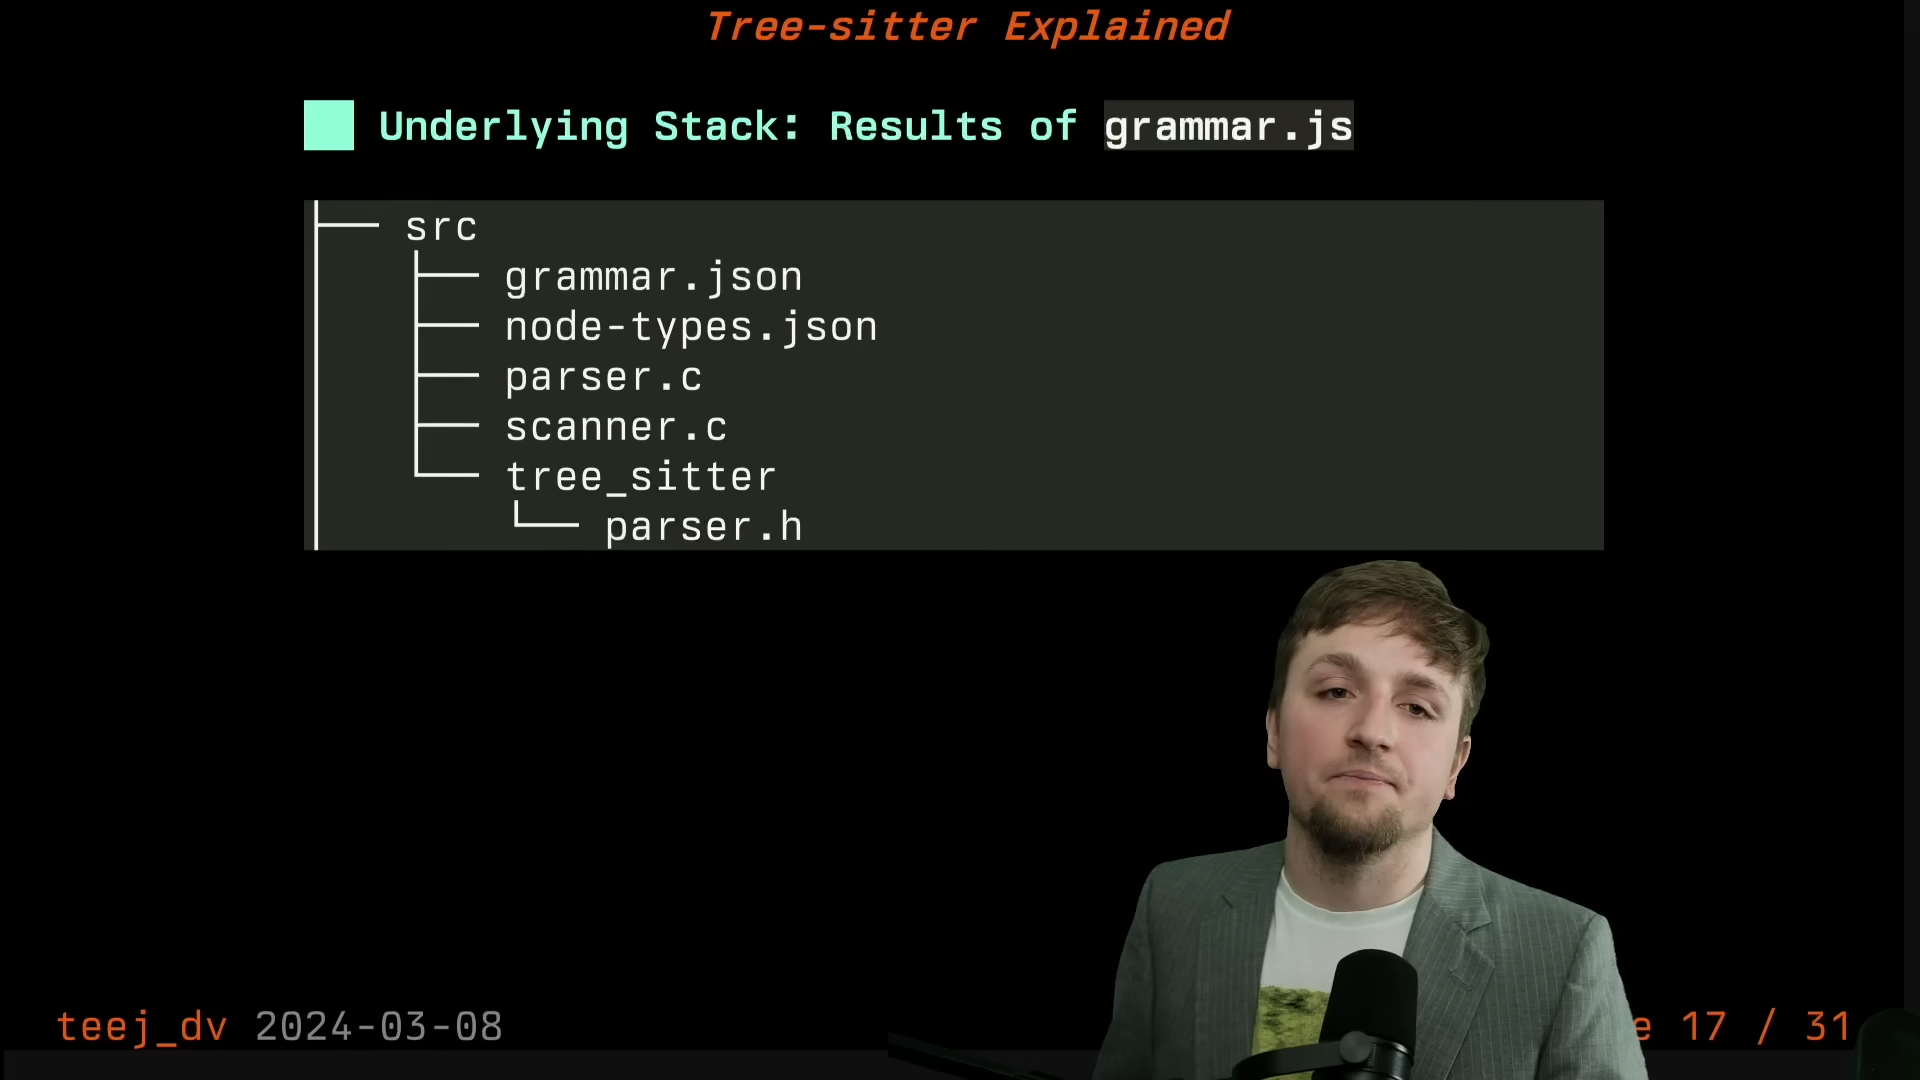 Tree-sitter Explained
Underlying Stack: Results of grammar.js
src
grammar.json
node-types.json
parser.c
scanner.c
tree_sitter
parser.h
teej_dv 2024-03-08
17 / 31